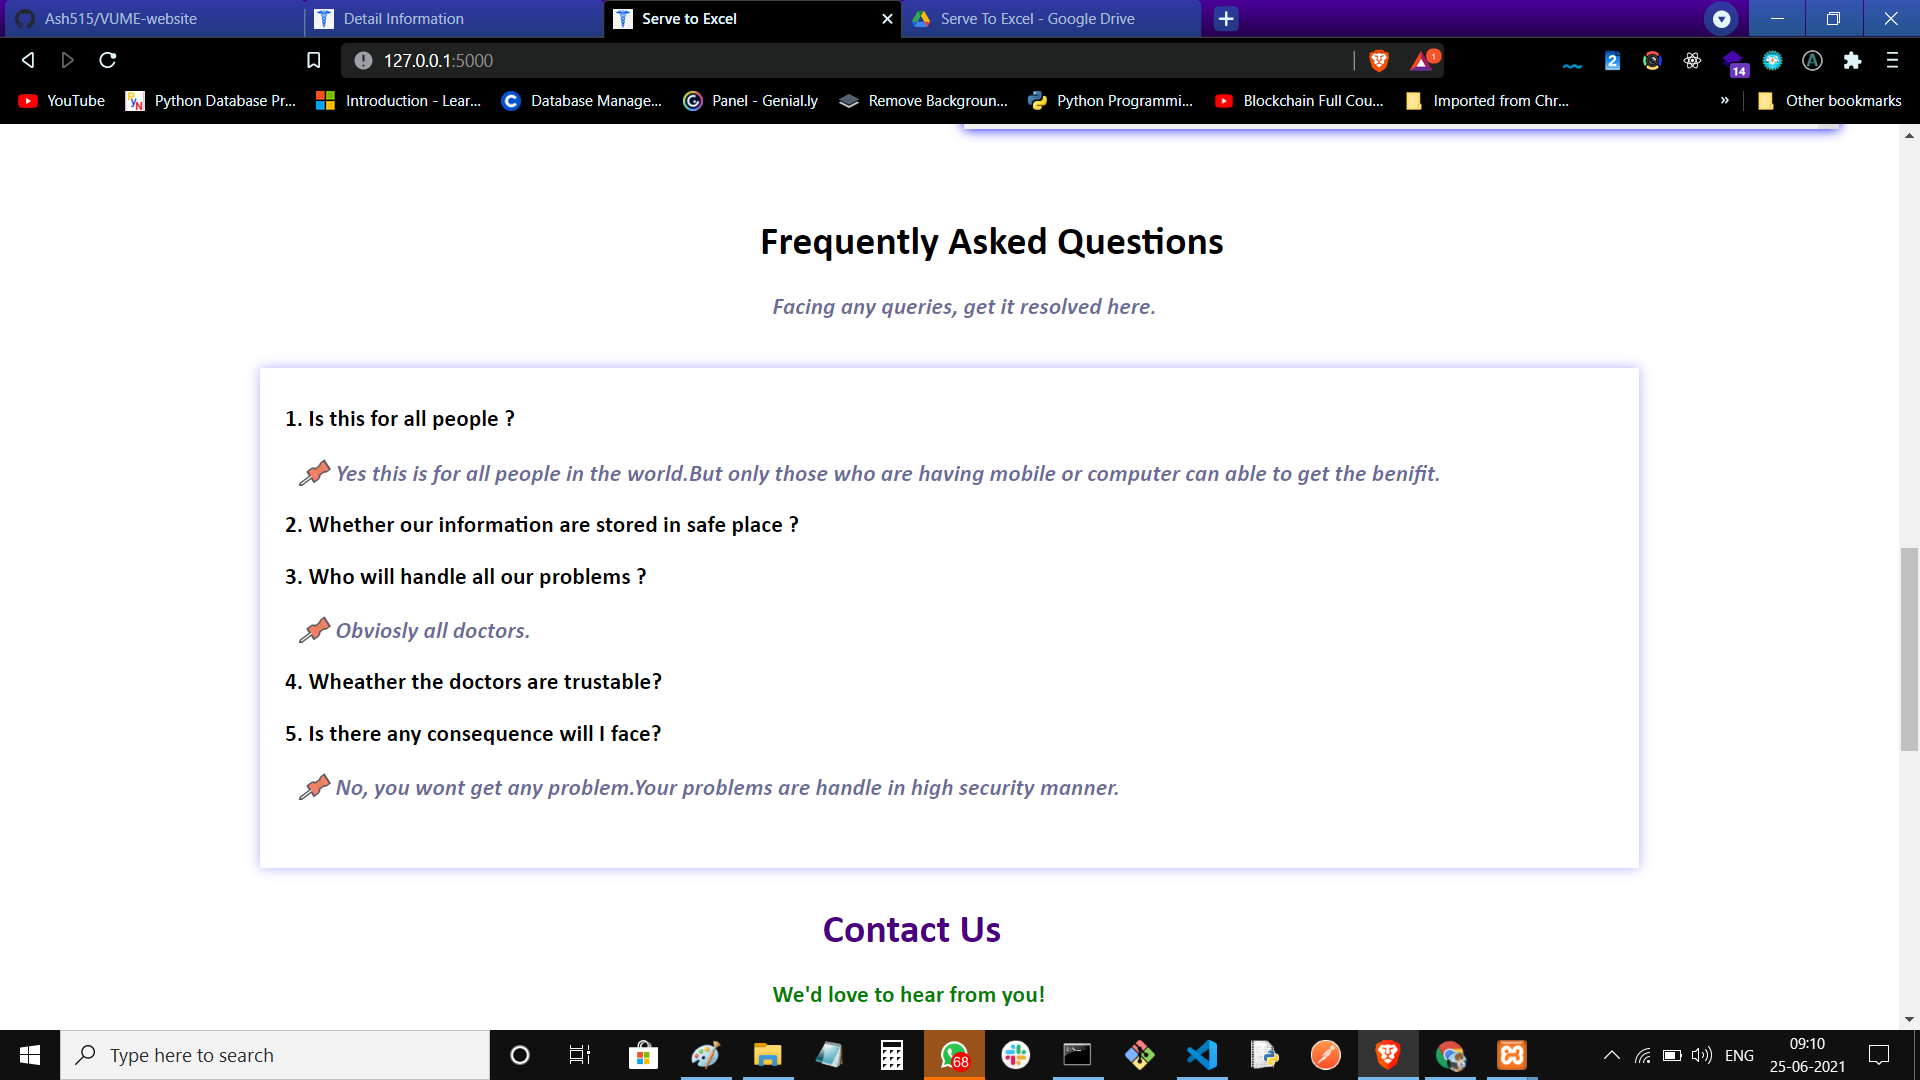 Ash515/VUME-website
Detail Information
Serve to Excel
Serve To Excel - Google Drive
127.0.0.1:5000
1
2
14
YouTube
Python Database Pr...
Introduction - Lear...
Database Manage...
Panel - Genial.ly
Remove Backgroun...
Python Programmi...
Blockchain Full Cou...
Imported from Chr...
»
Other bookmarks
Frequently Asked Questions
Facing any queries, get it resolved here.
1. Is this for all people ?
Yes this is for all people in the world.But only those who are having mobile or computer can able to get the benifit.
2. Whether our information are stored in safe place ?
3. Who will handle all our problems ?
Obviosly all doctors.
4. Wheather the doctors are trustable?
5. Is there any consequence will I face?
No, you wont get any problem.Your problems are handle in high security manner.
Contact Us
We'd love to hear from you!
Type here to search
68
ENG
09:10
25-06-2021